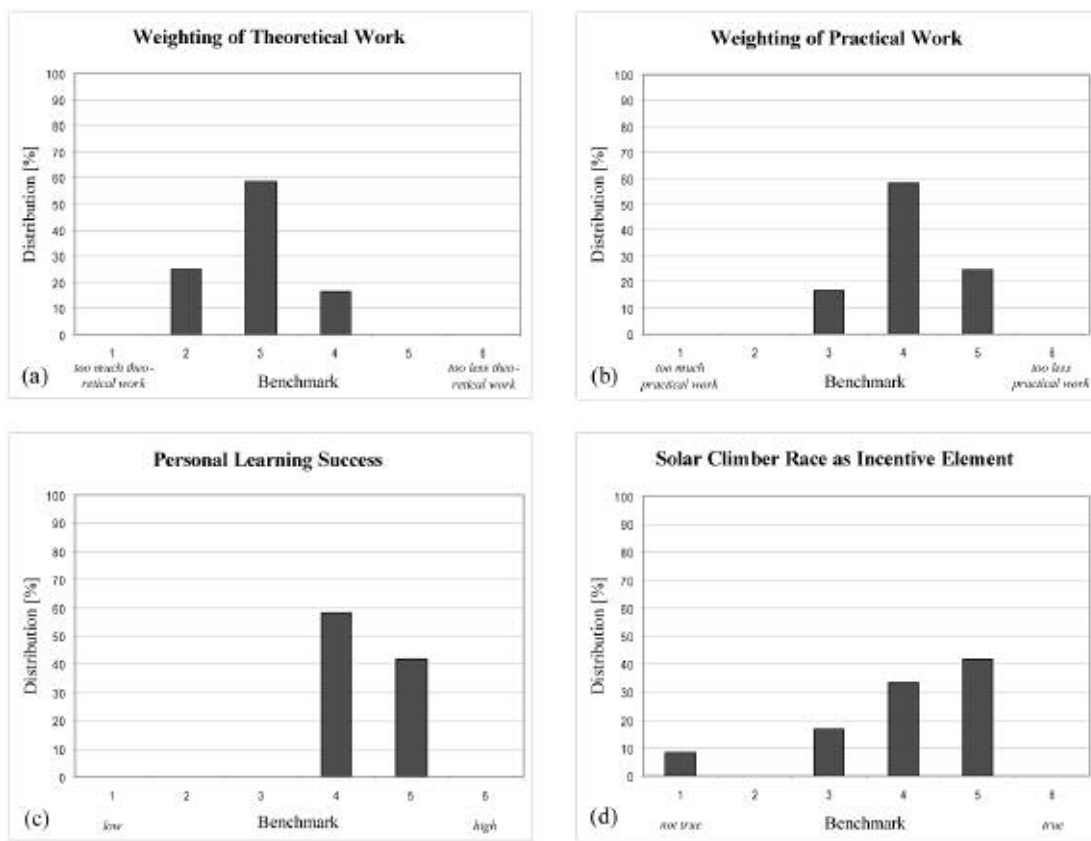 Weighting of Theoretical Work
100
90
80
70
60
50
40
30
20
10
0
Distribution [%]
1 2 3 4 5 6
too much theo-
retical work
too less theo-
retical work
Benchmark
(a)
Weighting of Practical Work
100
90
80
70
60
50
40
30
20
10
0
Distribution [%]
1 2 3 4 5 6
too much
practical work
too less
practical work
Benchmark
(b)
Personal Learning Success
100
90
80
70
60
50
40
30
20
10
0
Distribution [%]
1 2 3 4 5 6
low Benchmark high
(c)
Solar Climber Race as Incentive Element
100
90
80
70
60
50
40
30
20
10
0
Distribution [%]
1 2 3 4 5 6
not true Benchmark true
(d)